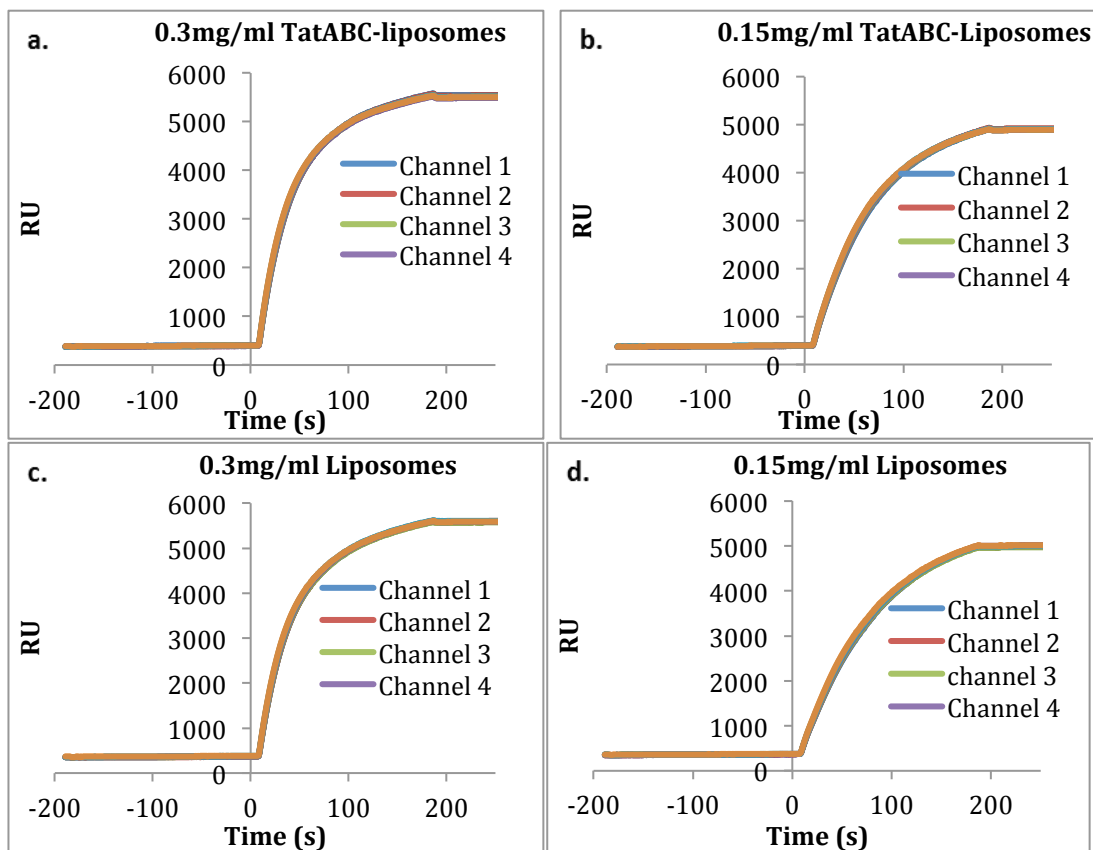 a.
0.3mg/ml TatABC-liposomes
6000
5000
4000
3000
2000
1000
0
RU
Channel 1
Channel 2
Channel 3
Channel 4
-200 -100 0 100 200
Time (s)
b.
0.15mg/ml TatABC-Liposomes
6000
5000
4000
3000
2000
1000
0
RU
Channel 1
Channel 2
Channel 3
Channel 4
-200 -100 0 100 200
Time (s)
c.
0.3mg/ml Liposomes
6000
5000
4000
3000
2000
1000
0
RU
Channel 1
Channel 2
Channel 3
Channel 4
-200 -100 0 100 200
Time (s)
d.
0.15mg/ml Liposomes
6000
5000
4000
3000
2000
1000
0
RU
Channel 1
Channel 2
channel 3
Channel 4
-200 -100 0 100 200
Time (s)